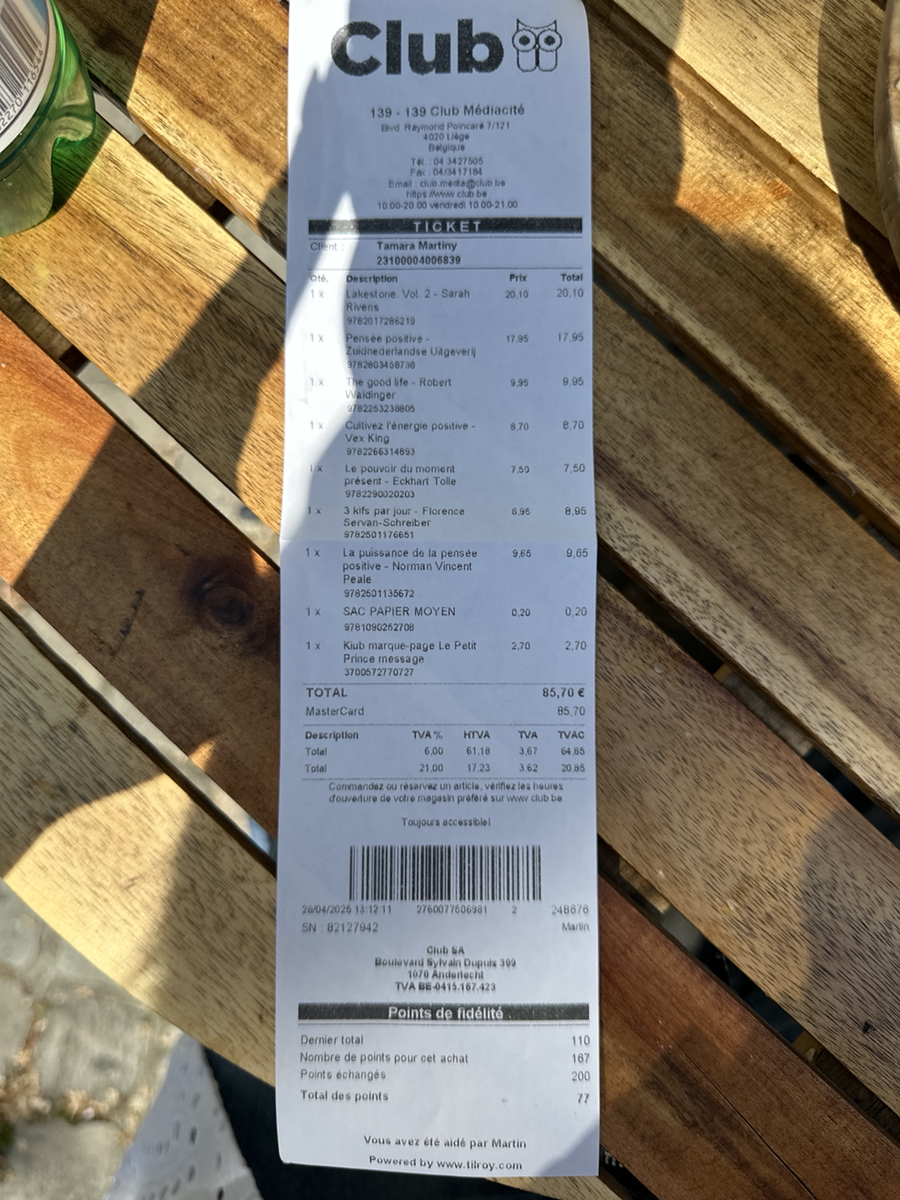 Club
139 - 139 Club Médiacité
Blvd. Raymond Poincaré 7/121
4020 Liège
Belgique
Tél. : 04 3427505
Fax : 04/3417184
Email : club.media@club.be
https://www.club.be
10.00-20.00 vendredi 10.00-21.00
TICKET
Client : Tamara Martiny
23100004006839
Qté. Description Prix Total
1 x Lakestone. Vol. 2 - Sarah 20,10 20,10
Rivens
9782017286219
1 x Pensée positive - 17,95 17,95
Zuidnederlandse Uitgeverij
9782803458738
1 x The good life - Robert 9,95 9,95
Waldinger
9782253238805
1 x Cultivez l'énergie positive - 8,70 8,70
Vex King
9782266314893
1 x Le pouvoir du moment 7,50 7,50
présent - Eckhart Tolle
9782290020203
1 x 3 kifs par jour - Florence 8,95 8,95
Servan-Schreiber
9782501176651
1 x La puissance de la pensée 9,65 9,65
positive - Norman Vincent
Peale
9782501135672
1 x SAC PAPIER MOYEN 0,20 0,20
9781090252708
1 x Kiub marque-page Le Petit 2,70 2,70
Prince message
3700572770727
TOTAL 85,70 €
MasterCard 85,70
Description TVA % HTVA TVA TVAC
Total 6,00 61,18 3,67 64,85
Total 21,00 17,23 3,62 20,85
Commandez ou réservez un article, vérifiez les heures
d'ouverture de votre magasin préféré sur www.club.be
Toujours accessible!
28/04/2025 13:12:11 2760077506981 2 248676
SN : 82127942 Martin
Club SA
Boulevard Sylvain Dupuis 399
1070 Anderlecht
TVA BE-0415.167.423
Points de fidélité
Dernier total 110
Nombre de points pour cet achat 167
Points échangés 200
Total des points 77
Vous avez été aidé par Martin
Powered by www.tilroy.com